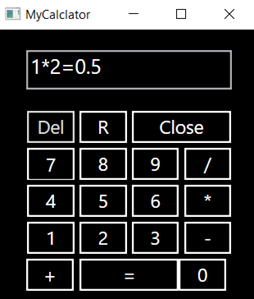 MyCalclator
1*2=0.5
Del R Close
7 8 9 /
4 5 6 *
1 2 3 -
+ = 0